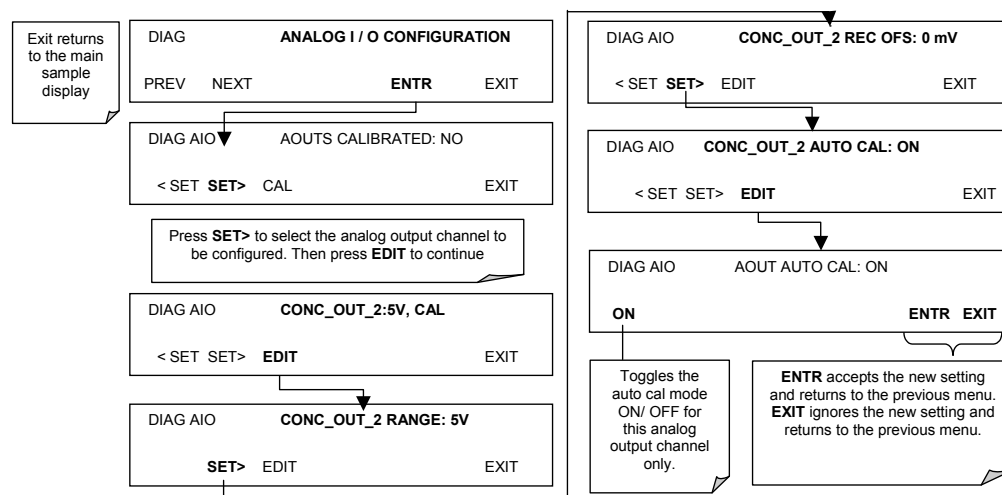 Exit returns
to the main
sample
display
DIAG ANALOG I / O CONFIGURATION
PREV NEXT ENTR EXIT
DIAG AIO AOUTS CALIBRATED: NO
< SET SET> CAL EXIT
Press SET> to select the analog output channel to
be configured. Then press EDIT to continue
DIAG AIO CONC_OUT_2:5V, CAL
< SET SET> EDIT EXIT
DIAG AIO CONC_OUT_2 RANGE: 5V
SET> EDIT EXIT
DIAG AIO CONC_OUT_2 REC OFS: 0 mV
< SET SET> EDIT EXIT
DIAG AIO CONC_OUT_2 AUTO CAL: ON
< SET SET> EDIT EXIT
DIAG AIO AOUT AUTO CAL: ON
ON ENTR EXIT
Toggles the
auto cal mode
ON/ OFF for
this analog
output channel
only.
ENTR accepts the new setting
and returns to the previous menu.
EXIT ignores the new setting and
returns to the previous menu.